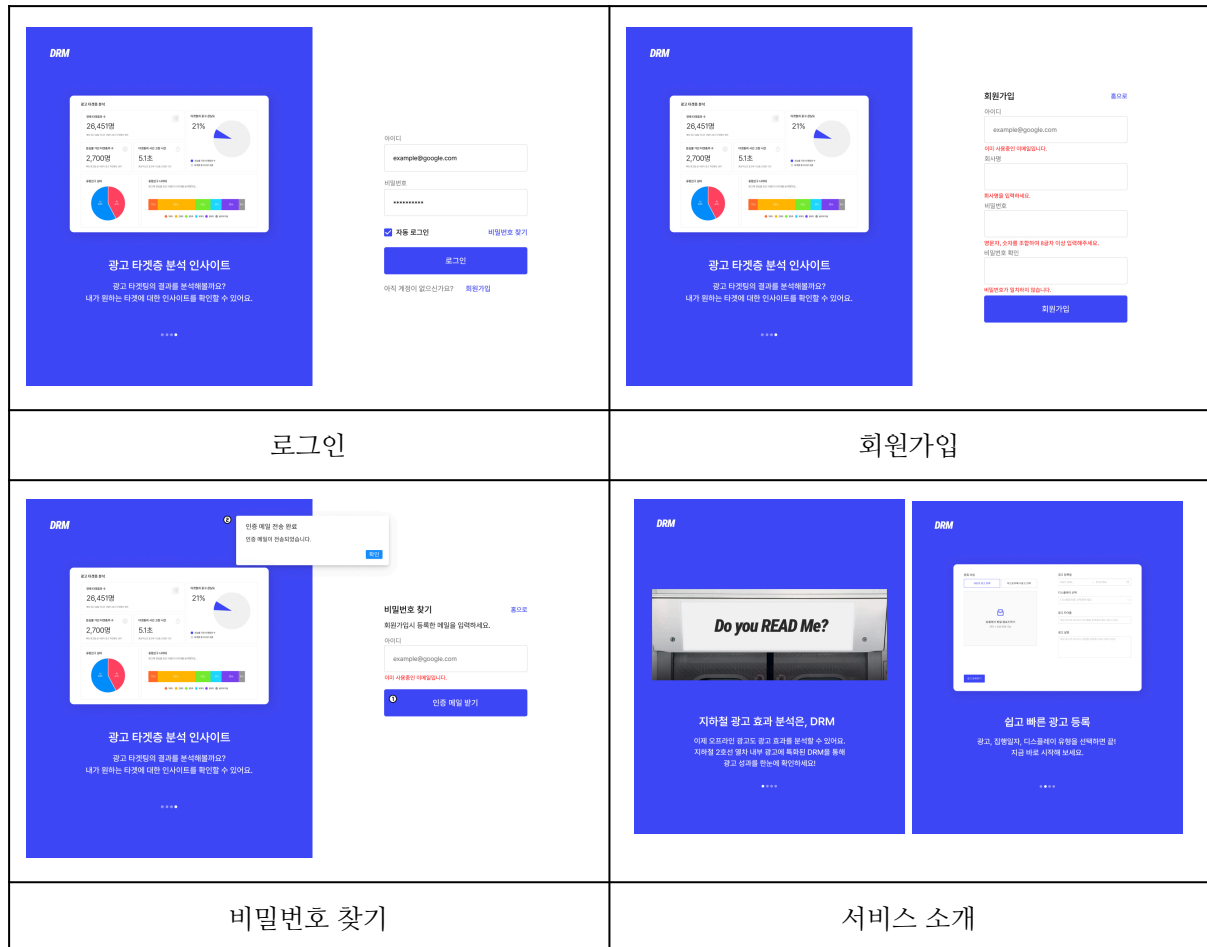 DRM
광고 타겟층 분석
26,451명
21%
2,700명
5.1초
광고 타겟층 분석 인사이트
광고 타겟팅의 결과를 분석해볼까요?
내가 원하는 타겟에 대한 인사이트를 확인할 수 있어요.
아이디
example@google.com
비밀번호
••••••••••
자동 로그인 비밀번호 찾기
로그인
아직 계정이 없으신가요? 회원가입
DRM
광고 타겟층 분석
26,451명
21%
2,700명
5.1초
광고 타겟층 분석 인사이트
광고 타겟팅의 결과를 분석해볼까요?
내가 원하는 타겟에 대한 인사이트를 확인할 수 있어요.
회원가입 홈으로
아이디
example@google.com
이미 사용중인 이메일입니다.
회사명
회사명을 입력하세요.
비밀번호
영문자, 숫자를 조합하여 8글자 이상 입력해주세요.
비밀번호 확인
비밀번호가 일치하지 않습니다.
회원가입
로그인
회원가입
DRM
광고 타겟층 분석
26,451명
21%
2,700명
5.1초
광고 타겟층 분석 인사이트
광고 타겟팅의 결과를 분석해볼까요?
내가 원하는 타겟에 대한 인사이트를 확인할 수 있어요.
2
인증 메일 전송 완료
인증 메일이 전송되었습니다.
확인
비밀번호 찾기 홈으로
회원가입시 등록한 메일을 입력하세요.
아이디
example@google.com
이미 사용중인 이메일입니다.
1 인증 메일 받기
DRM
Do you READ Me?
지하철 광고 효과 분석은, DRM
이제 오프라인 광고도 광고 효과를 분석할 수 있어요.
지하철 2호선 열차 내부 광고에 특화된 DRM을 통해
광고 성과를 한눈에 확인하세요!
DRM
쉽고 빠른 광고 등록
광고, 집행일자, 디스플레이 유형을 선택하면 끝!
지금 바로 시작해 보세요.
비밀번호 찾기
서비스 소개